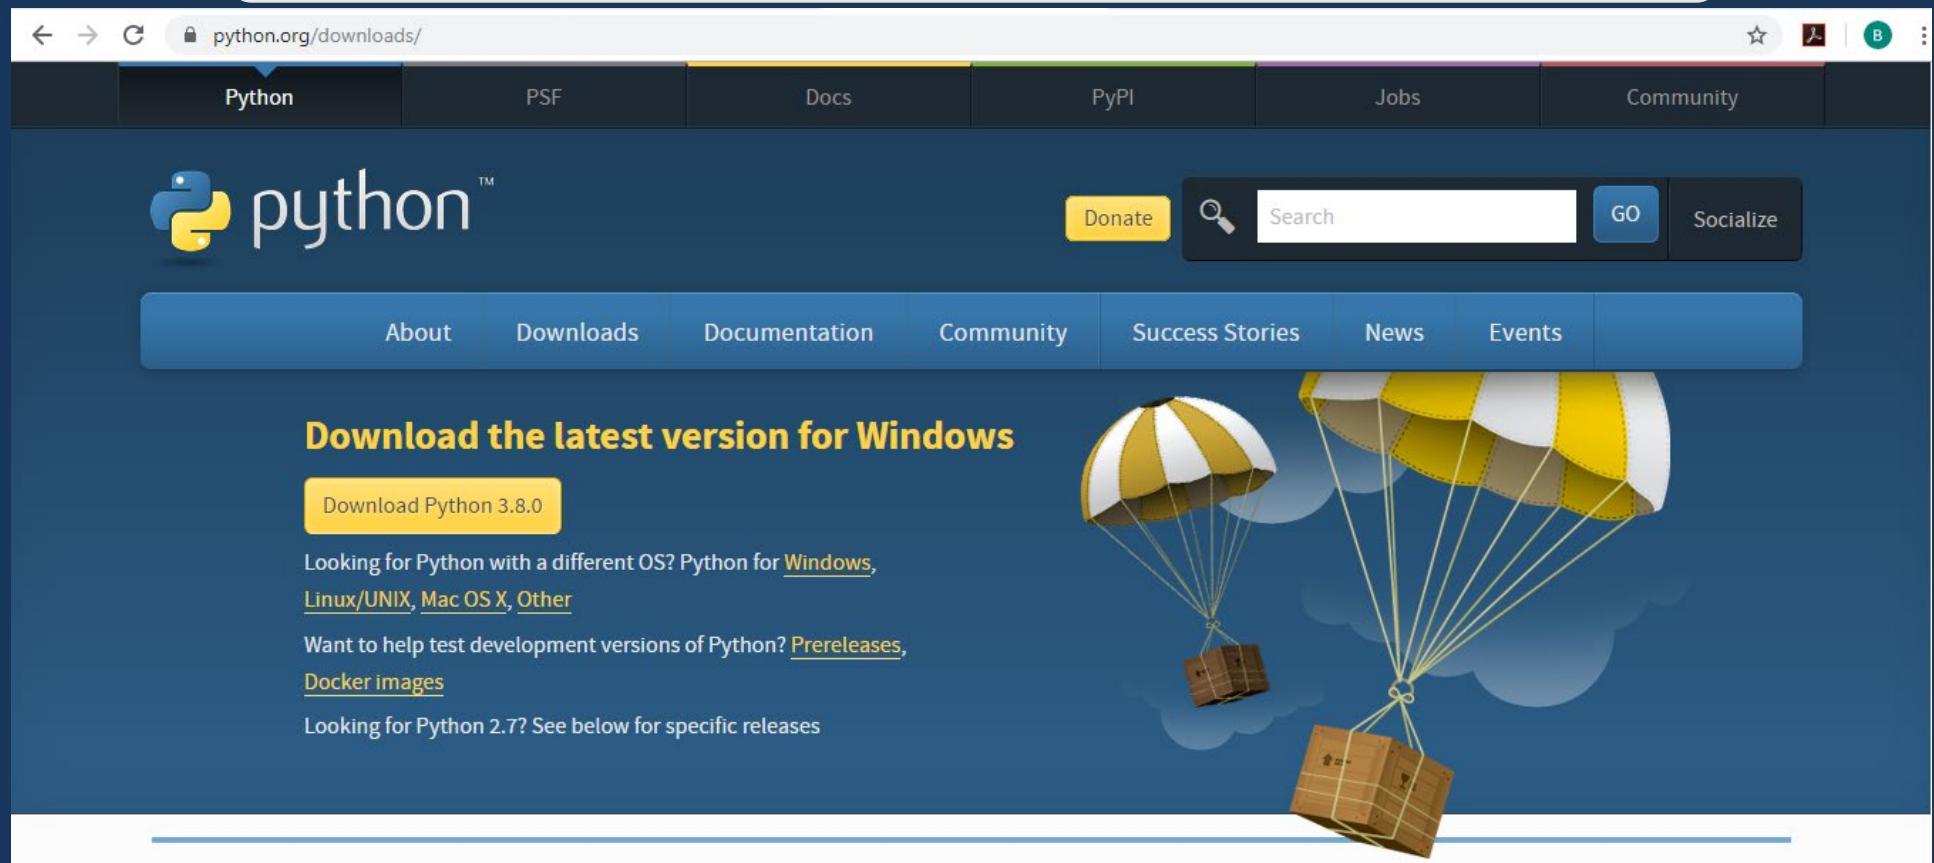 python.org/downloads/
B
Python PSF Docs PyPI Jobs Community
python™
Donate Search GO Socialize
About Downloads Documentation Community Success Stories News Events
Download the latest version for Windows
Download Python 3.8.0
Looking for Python with a different OS? Python for Windows,
Linux/UNIX, Mac OS X, Other
Want to help test development versions of Python? Prereleases,
Docker images
Looking for Python 2.7? See below for specific releases